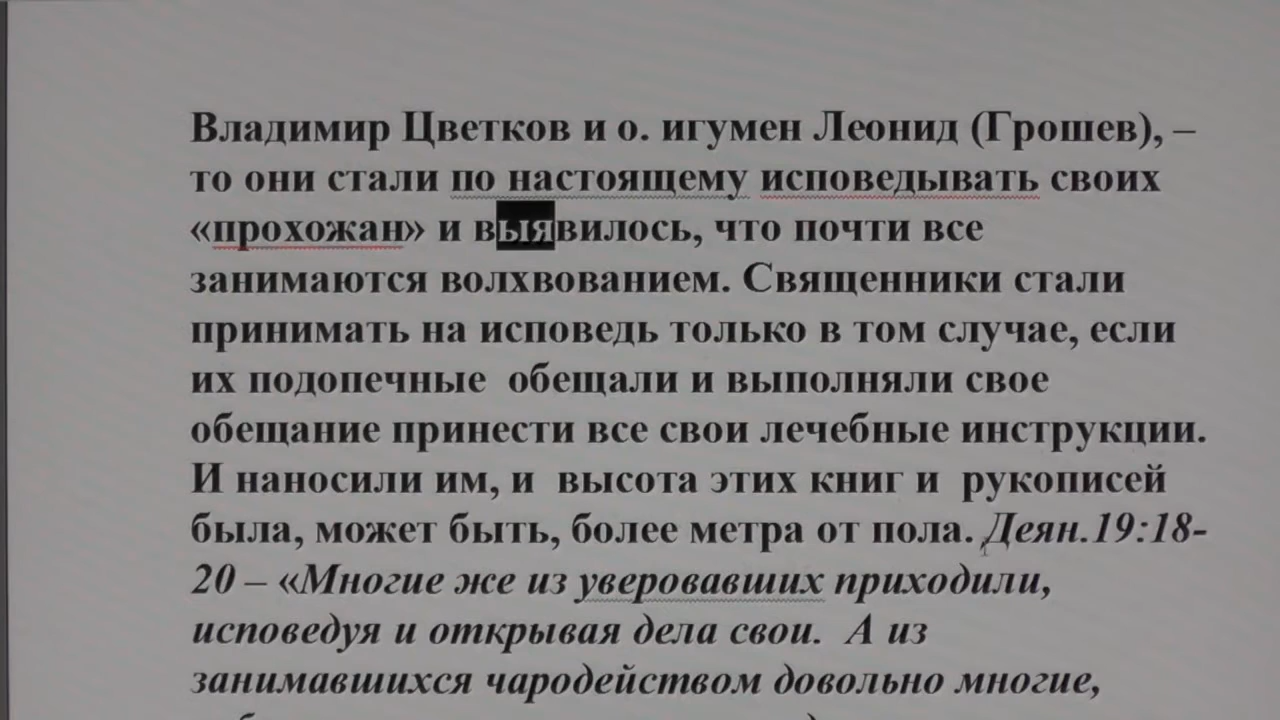 Владимир Цветков и о. игумен Леонид (Грошев), –
то они стали по настоящему исповедывать своих
«прохожан» и выявилось, что почти все
занимаются волхвованием. Священники стали
принимать на исповедь только в том случае, если
их подопечные  обещали и выполняли свое
обещание принести все свои лечебные инструкции.
И наносили им, и  высота этих книг и  рукописей
была, может быть, более метра от пола. Деян.19:18-
20 – «Многие же из уверовавших приходили,
исповедуя и открывая дела свои.  А из
занимавшихся чародейством довольно многие,